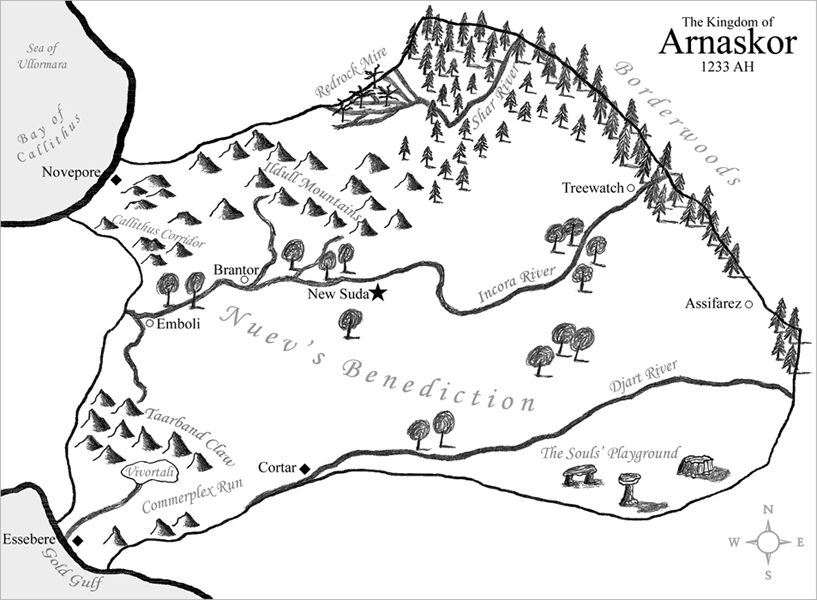 The Kingdom of
Arnaskor
1233 AH
Sea of
Ullormara
Bay of
Callithus
Redrock Mire
Shar River
Borderwoods
Novepore
Ildull Mountains
Treewatch
Callithus Corridor
Brantor
New Suda
Incora River
Assifarez
Emboli
Nuev's Benediction
Djart River
Taarband Claw
Vivortali
Commerplex Run
Cortar
The Souls' Playground
Essebere
Gold Gulf
N
W E
S